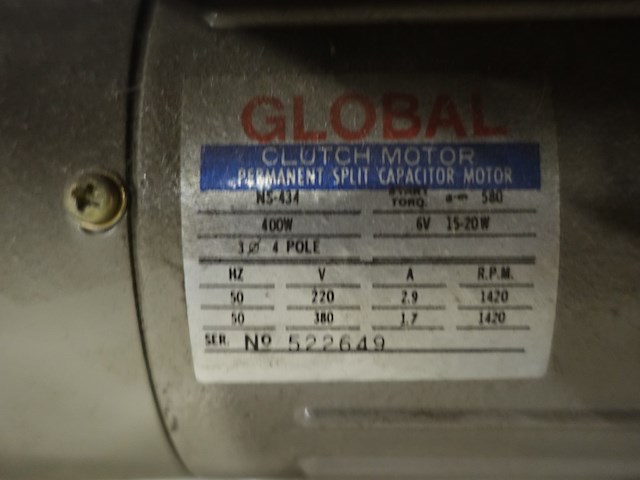 GLOBAL
CLUTCH MOTOR
PERMANENT SPLIT CAPACITOR MOTOR
NS-434 START TORQ. g-m 580
400W 6V 15-20W
3 Ø 4 POLE
HZ V A R.P.M.
50 220 2.9 1420
50 380 1.7 1420
SER. Nº 522649